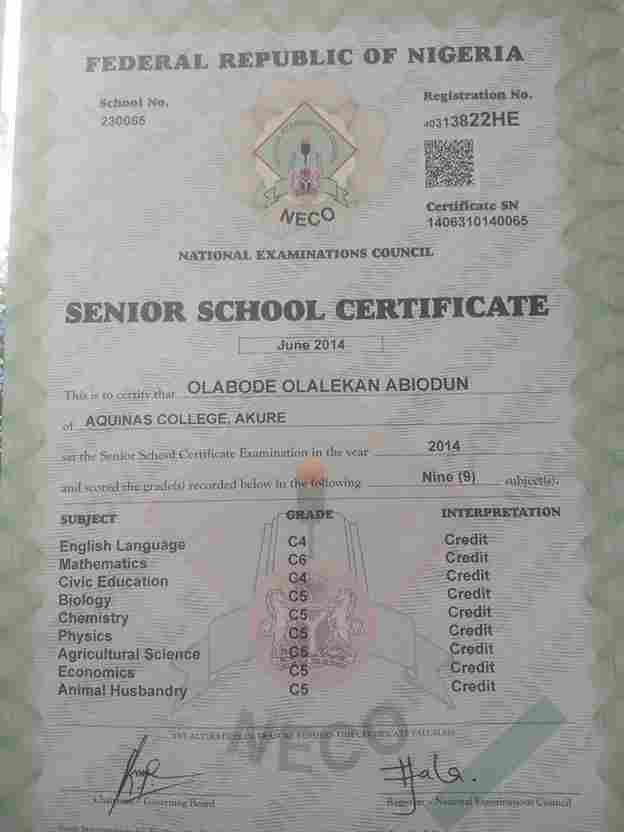 FEDERAL REPUBLIC OF NIGERIA
School No.
230065
Registration No.
40313822HE
NECO
Certificate SN
1406310140065
NATIONAL EXAMINATIONS COUNCIL
SENIOR SCHOOL CERTIFICATE
June 2014
This is to certify that OLABODE OLALEKAN ABIODUN
of AQUINAS COLLEGE, AKURE
sat the Senior School Certificate Examination in the year 2014
and scored the grade(s) recorded below in the following Nine (9) subject(s).
SUBJECT GRADE INTERPRETATION
English Language C4 Credit
Mathematics C6 Credit
Civic Education C4 Credit
Biology C5 Credit
Chemistry C5 Credit
Physics C5 Credit
Agricultural Science Credit
Economics C5 Credit
Animal Husbandry C5 Credit
NECO
Governing Board
Registrar - National Examinations Council